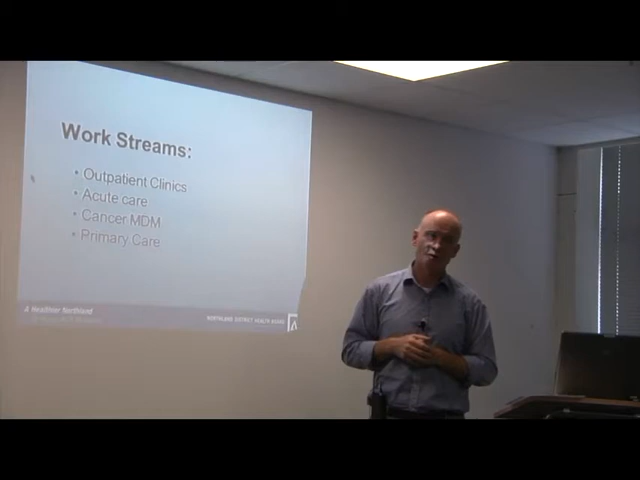 Work Streams:
• Outpatient Clinics
• Acute care
• Cancer MDM
• Primary Care
A Healthier Northland
NORTHLAND DISTRICT HEALTH BOARD